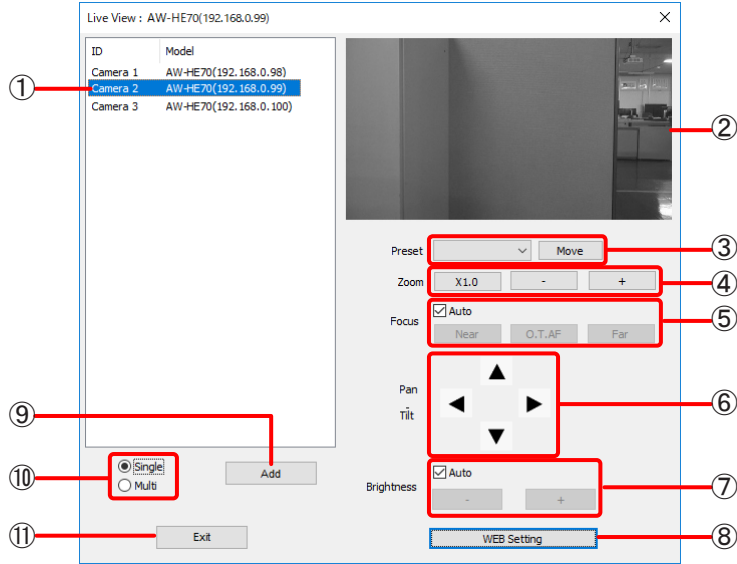 Live View : AW-HE70(192.168.0.99)
ID Model
Camera 1 AW-HE70(192.168.0.98)
① Camera 2 AW-HE70(192.168.0.99)
Camera 3 AW-HE70(192.168.0.100)
②
Preset Move ③
Zoom X1.0 - + ④
Focus Auto ⑤
Near O.T.AF Far
Pan
Tilt ⑥
⑨
⑩ Single
Multi
Add
Brightness Auto ⑦
- +
⑪ Exit
WEB Setting ⑧